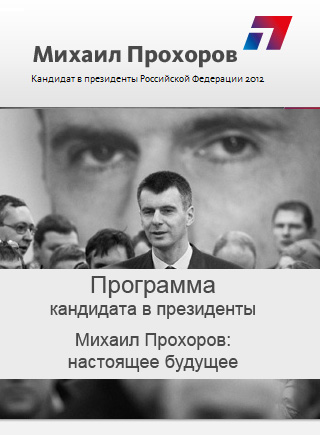 Михаил Прохоров
Кандидат в президенты Российской Федерации 2012
Программа
кандидата в президенты
Михаил Прохоров:
настоящее будущее